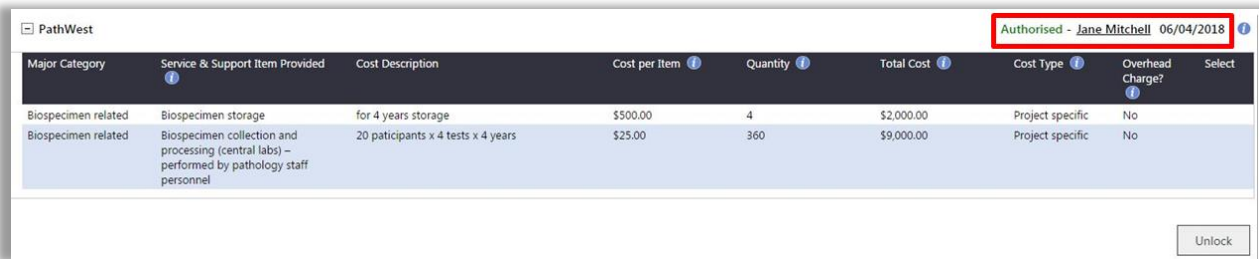 PathWest
Authorised - Jane Mitchell 06/04/2018
Major Category Service & Support Item Provided Cost Description Cost per Item Quantity Total Cost Cost Type Overhead Charge? Select
Biospecimen related Biospecimen storage for 4 years storage $500.00 4 $2,000.00 Project specific No
Biospecimen related Biospecimen collection and 20 paticipants x 4 tests x 4 years $25.00 360 $9,000.00 Project specific No
processing (central labs) –
performed by pathology staff
personnel
Unlock